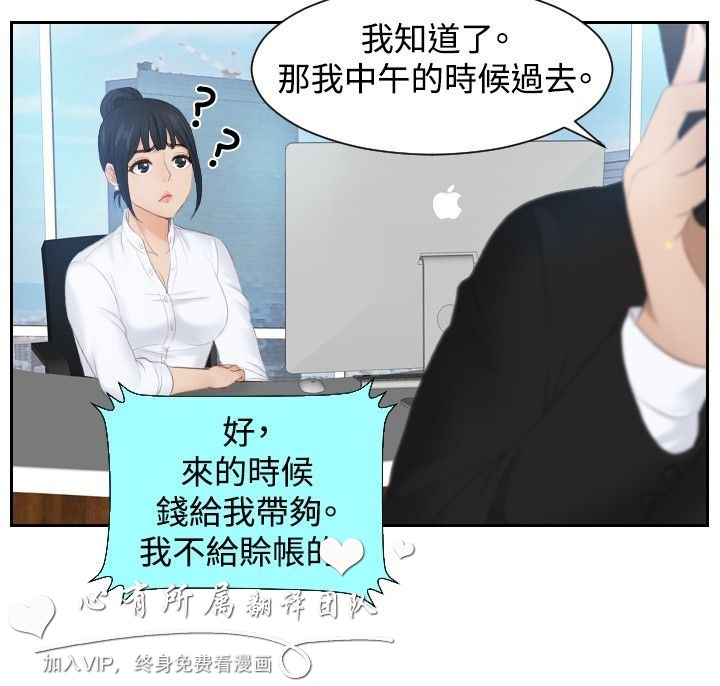 我知道了。
那我中午的時候過去。
? ?
好，
來的時候
錢給我帶夠。
我不給賒帳的
心有所属翻译团队
加入VIP，终身免费看漫画